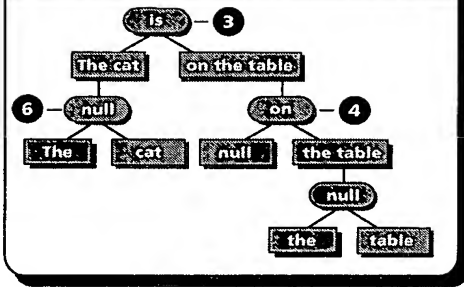 is 3
The cat on the table
6 null on 4
The cat null the table
null
the table